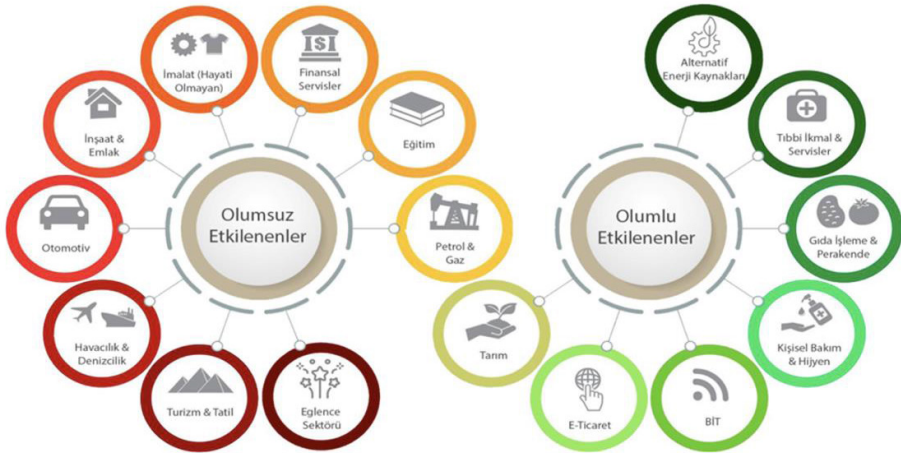 Olumsuz
Etkilenenler
İmalat (Hayati
Olmayan)
Finansal
Servisler
Eğitim
Petrol &
Gaz
Eglence
Sektörü
Turizm & Tatil
Havacılık &
Denizcilik
Otomotiv
İnşaat &
Emlak
Olumlu
Etkilenenler
Alternatif
Enerji Kaynakları
Tıbbi İkmal &
Servisler
Gıda İşleme &
Perakende
Kişisel Bakım
& Hijyen
BİT
E-Ticaret
Tarım